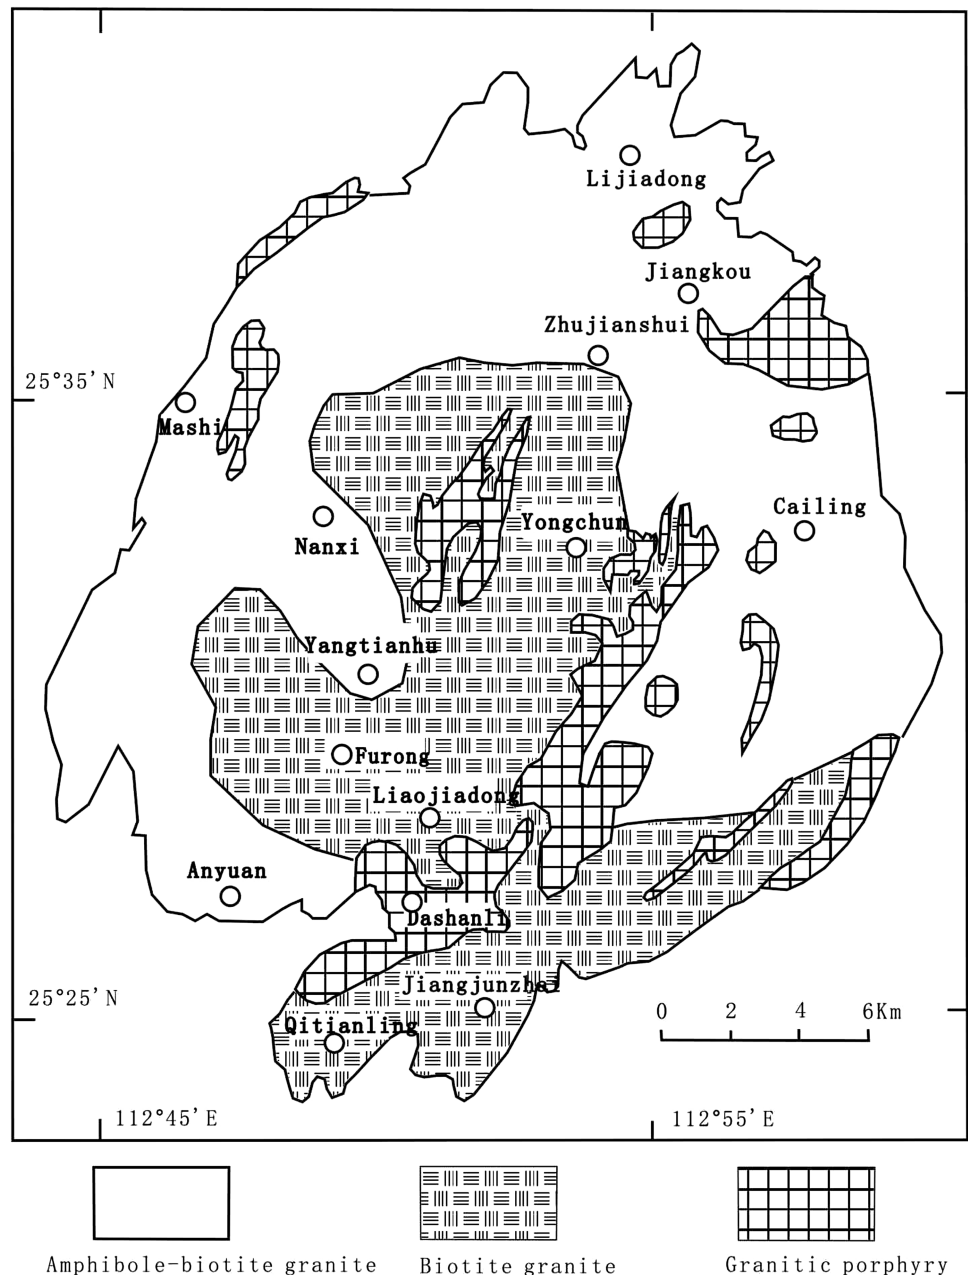 Lijiadong
Jiangkou
Zhujianshui
25°35'N
Mashi
Cailing
Yongchun
Nanxi
Yangtianhu
Furong
Liaojiadong
Anyuan
Dashanli
Jiangjunzhai
25°25'N
0 2 4 6Km
Qitianling
112°45'E 112°55'E
Amphibole-biotite granite Biotite granite Granitic porphyry